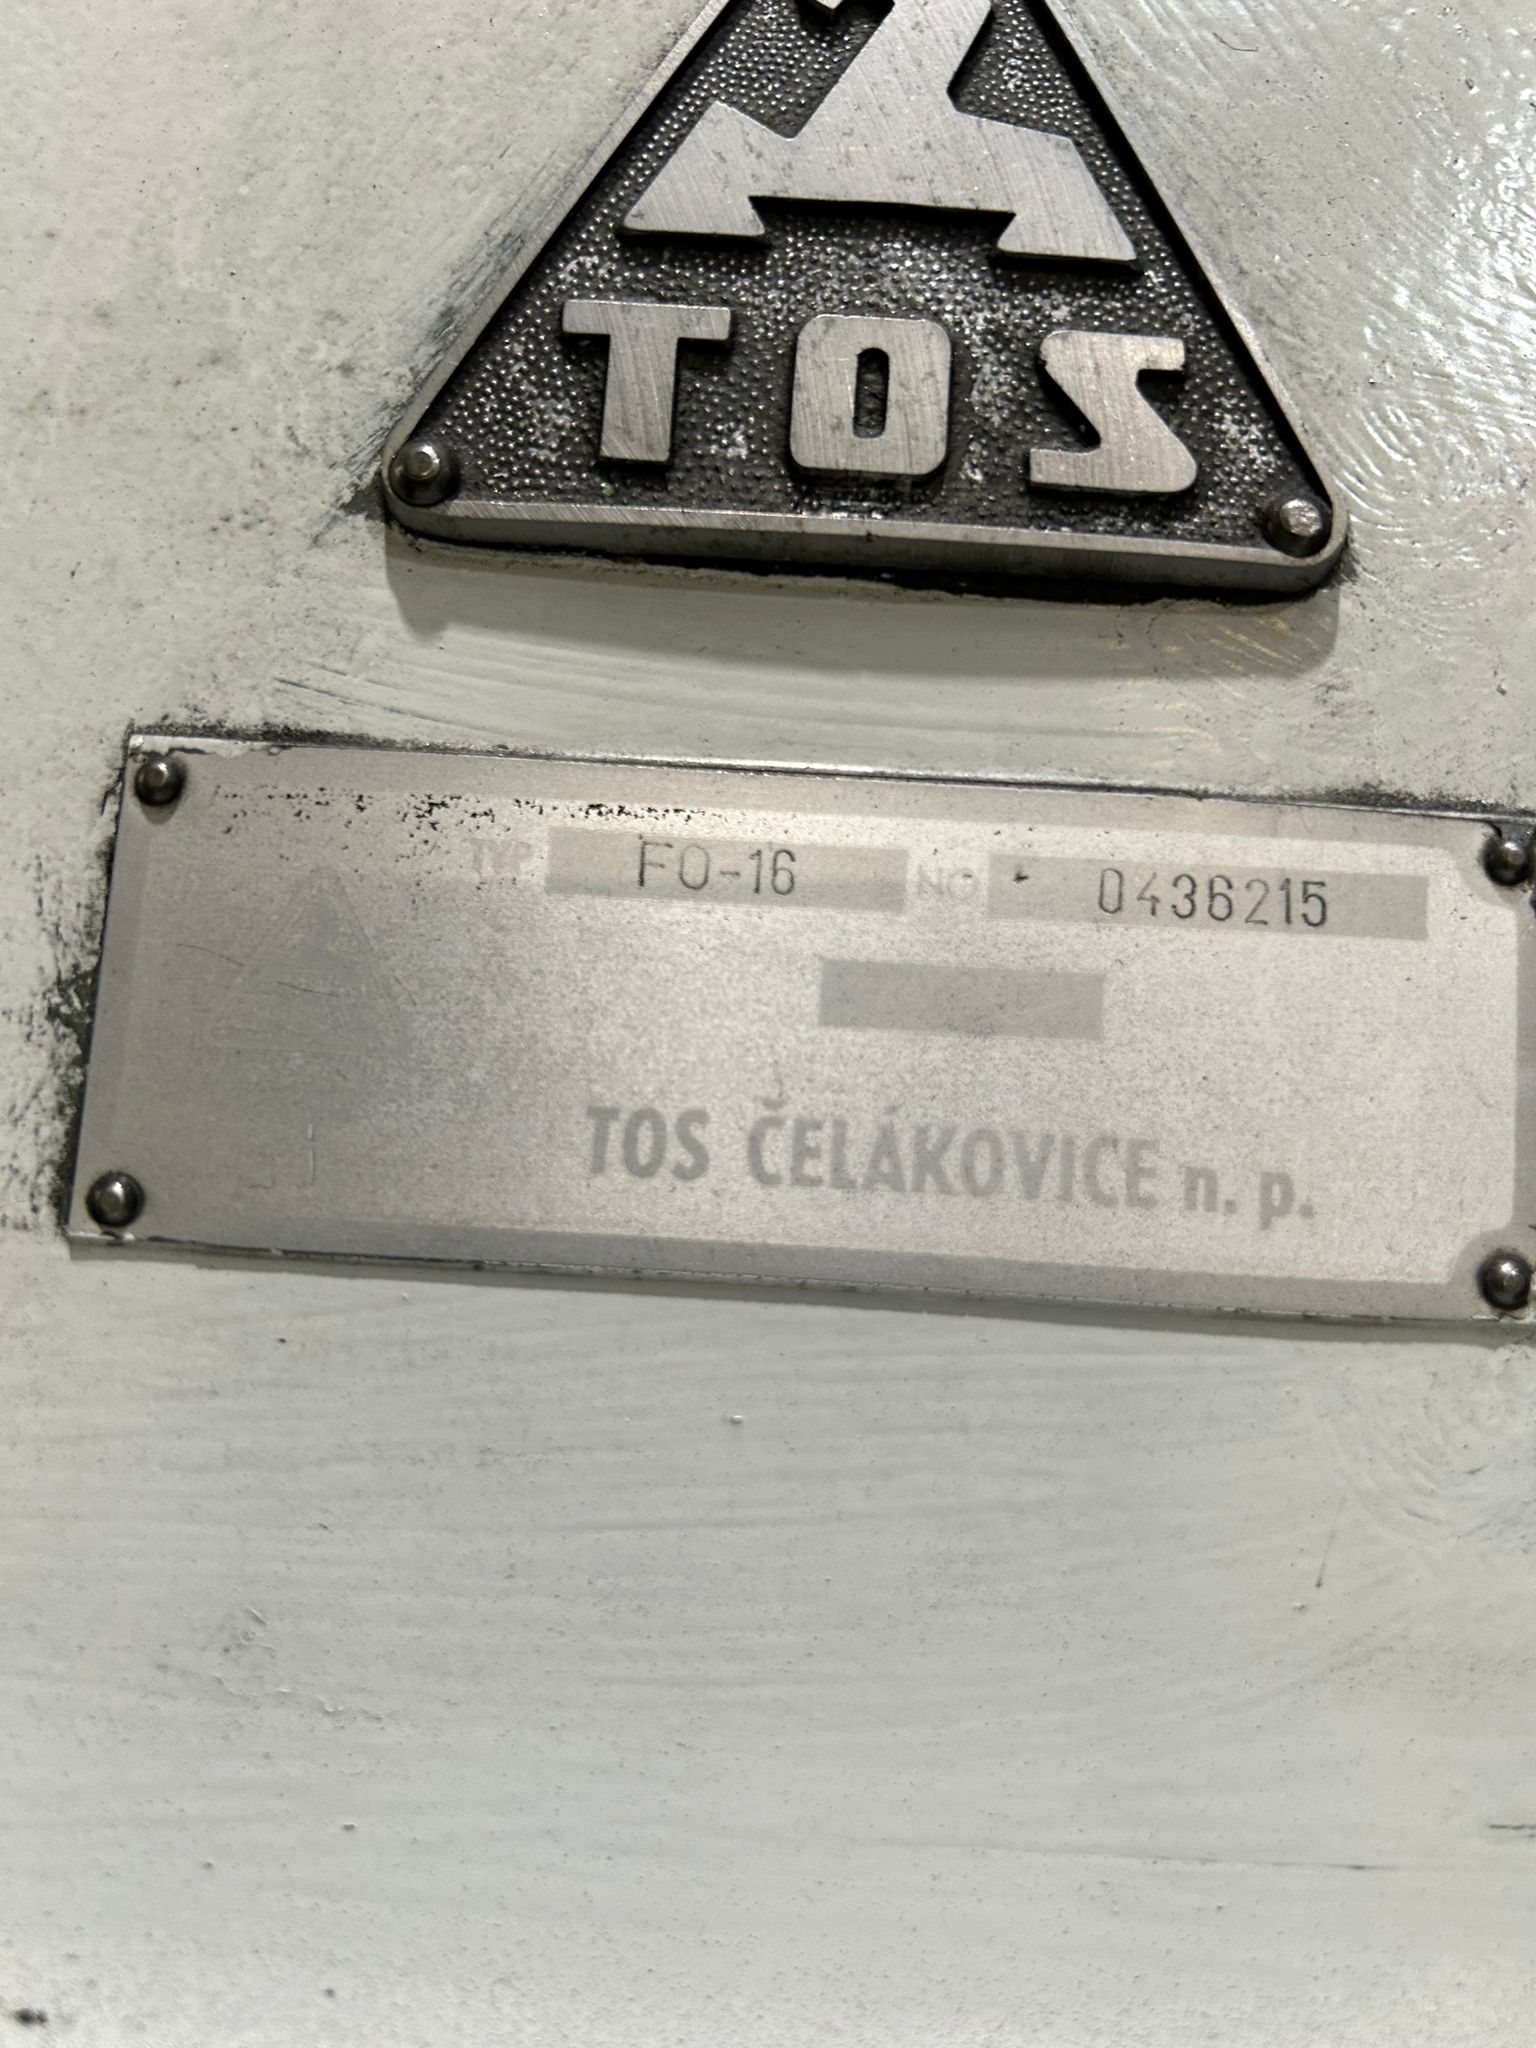 TOS
TYP FO-16 NO 0436215
TOS ČELÁKOVICE n. p.